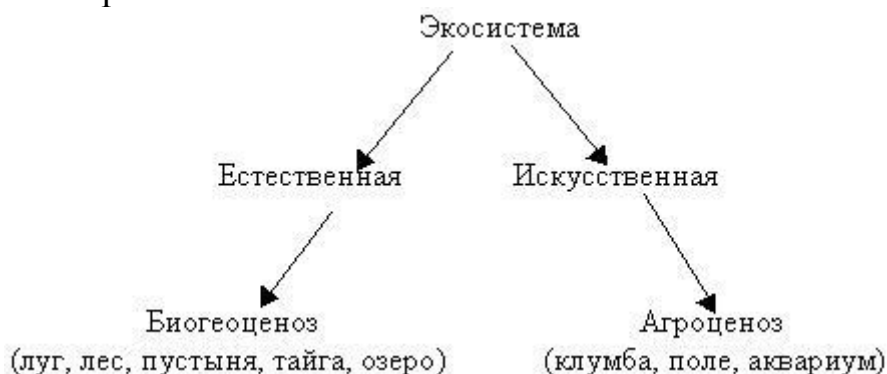 Экосистема
Естественная Искусственная
Биогеоценоз Агроценоз
(луг, лес, пустыня, тайга, озеро) (клумба, поле, аквариум)